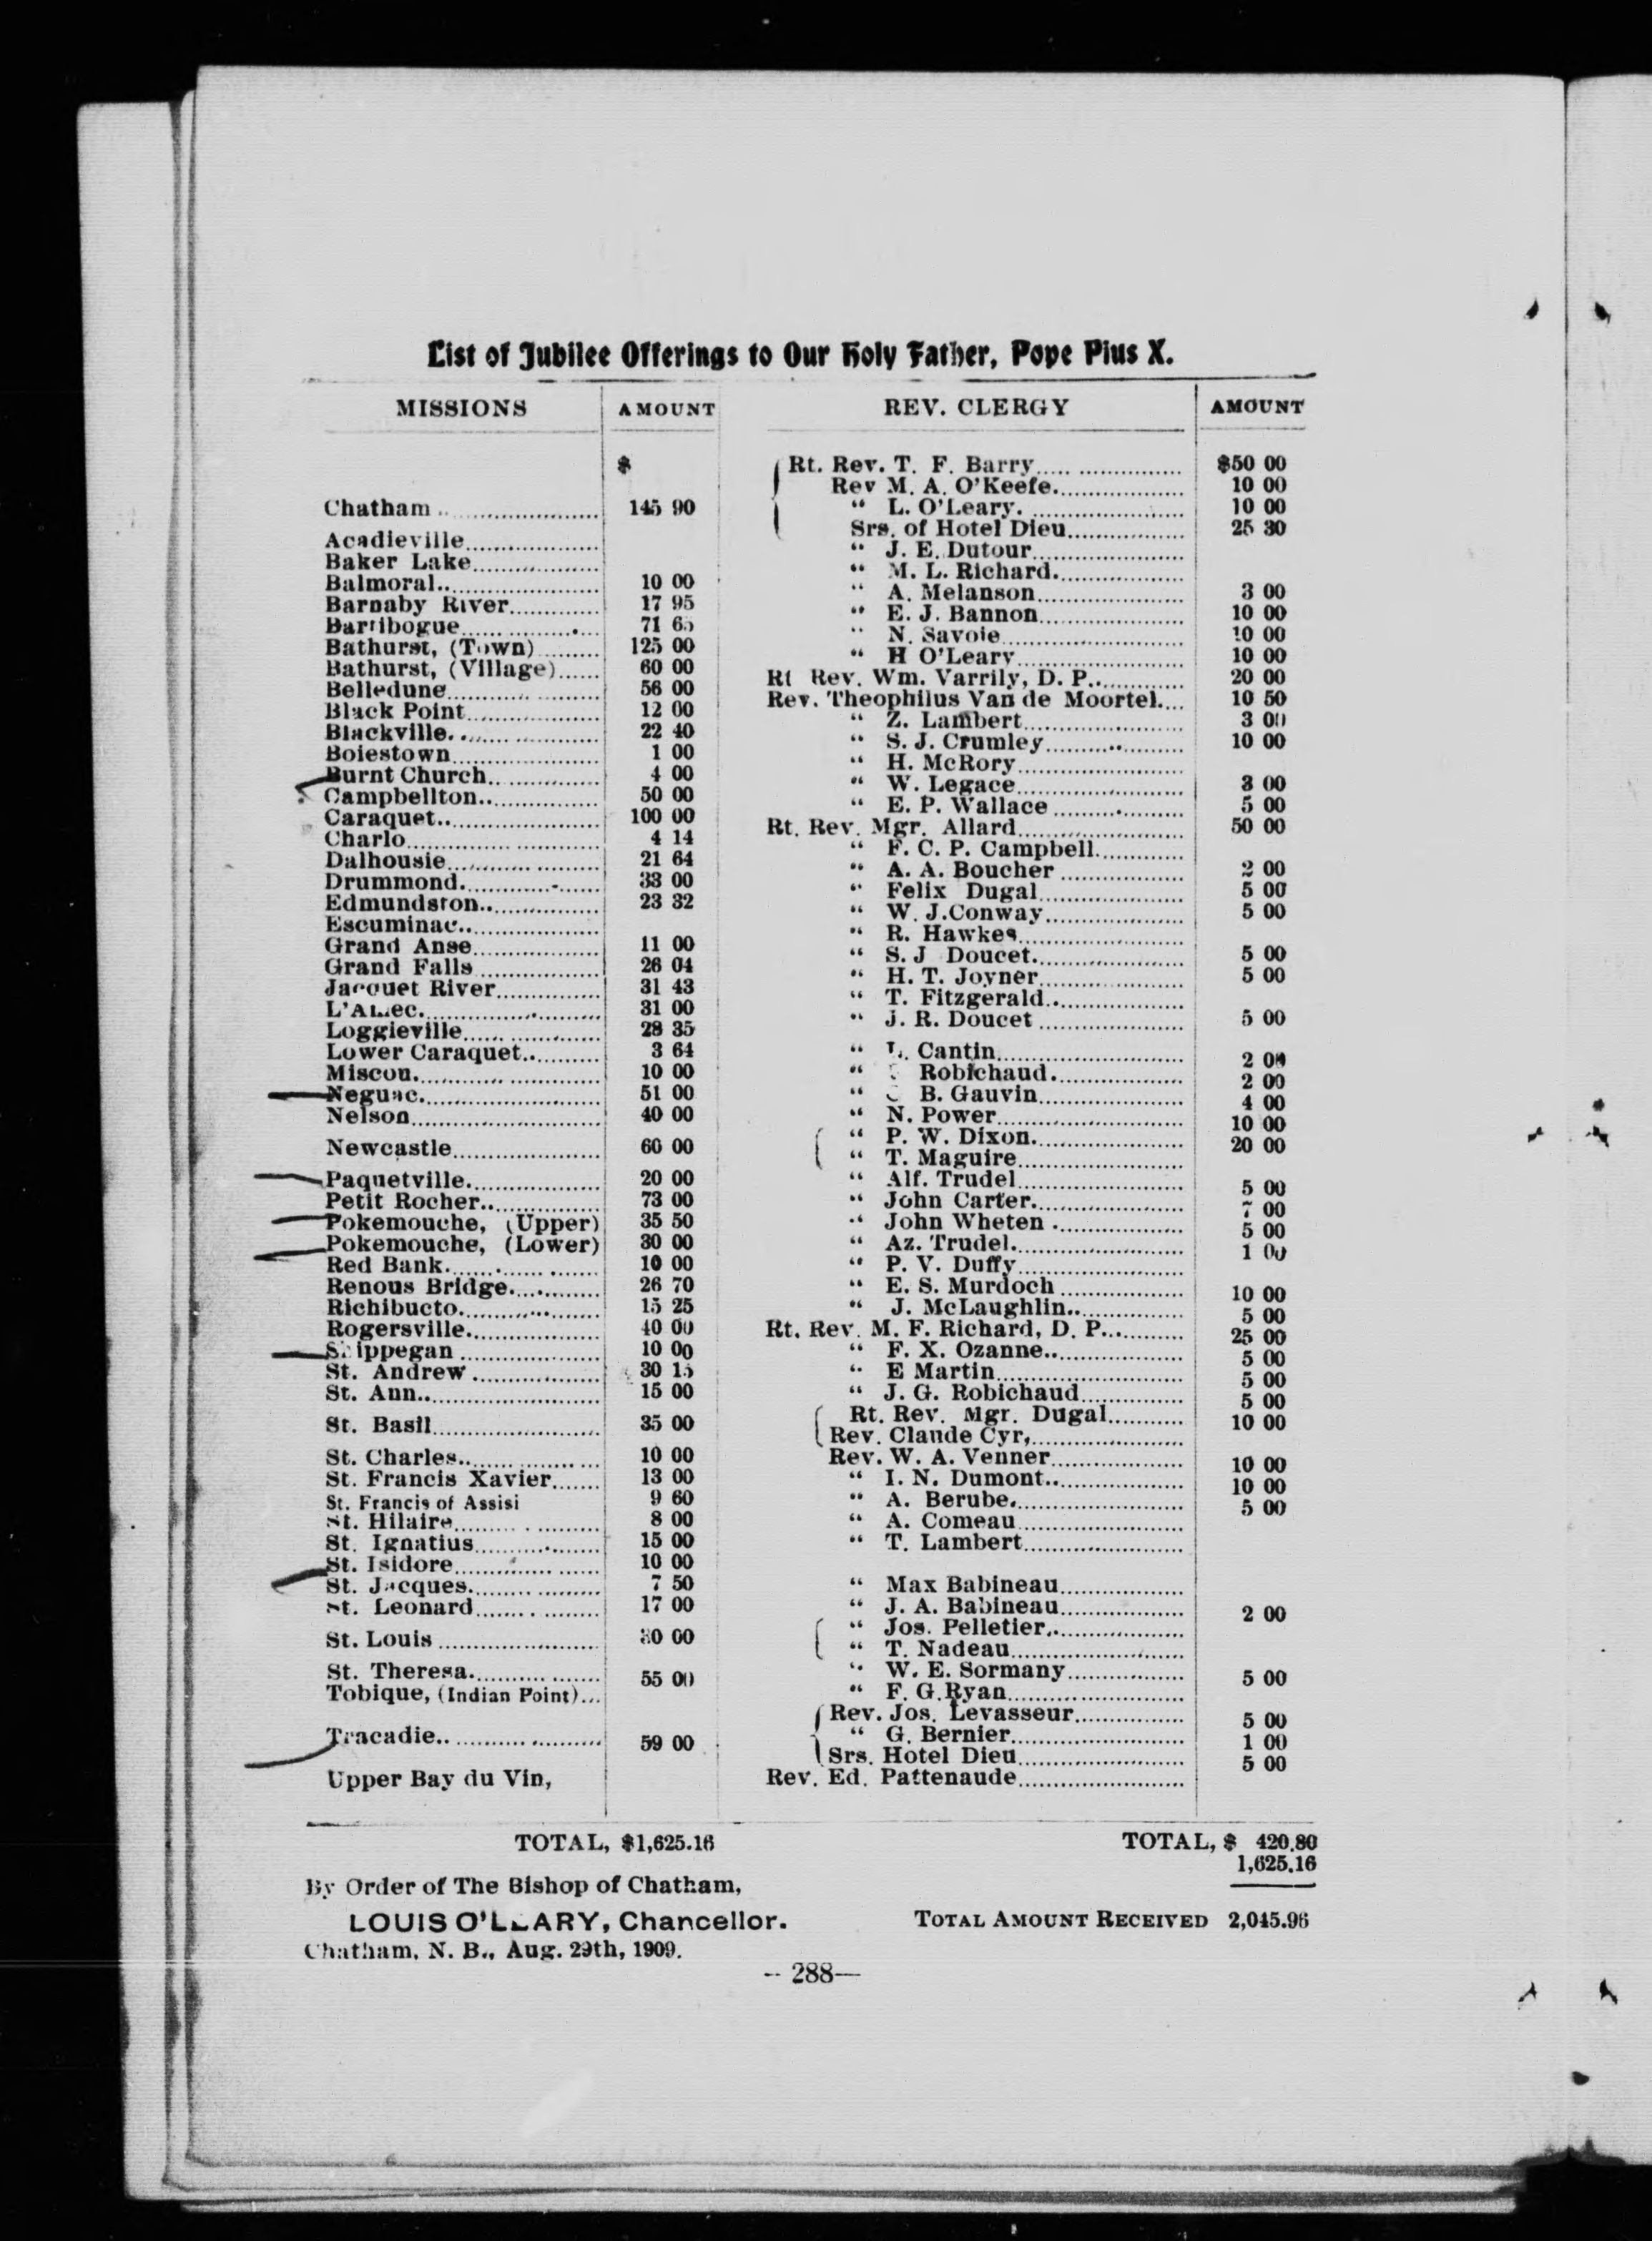 List of Jubilee Offerings to Our Holy Father, Pope Pius X.
MISSIONS AMOUNT REV. CLERGY AMOUNT
$
Chatham 145 90
Acadieville
Baker Lake
Balmoral 10 00
Barnaby River 17 95
Bartibogue 71 65
Bathurst, (Town) 125 00
Bathurst, (Village) 60 00
Belledune 56 00
Black Point 12 00
Blackville 22 40
Boiestown 1 00
Burnt Church 4 00
Campbellton 50 00
Caraquet 100 00
Charlo 4 14
Dalhousie 21 64
Drummond 33 00
Edmundston 23 32
Escuminac
Grand Anse 11 00
Grand Falls 26 04
Jacquet River 31 43
31 00
Loggieville 28 35
Lower Caraquet 3 64
Miscou 10 00
Neguac 51 00
Nelson 40 00
Newcastle 60 00
Paquetville 20 00
Petit Rocher 73 00
Pokemouche, (Upper) 35 50
Pokemouche, (Lower) 30 00
Red Bank 10 00
Renous Bridge 26 70
Richibucto 15 25
Rogersville 40 00
Shippegan 10 00
St. Andrew 30 15
St. Ann 15 00
St. Basil 35 00
St. Charles 10 00
St. Francis Xavier 13 00
St. Francis of Assisi 9 60
St. Hilaire 8 00
St. Ignatius 15 00
St. Isidore 10 00
St. Jacques 7 50
St. Leonard 17 00
St. Louis 30 00
St. Theresa 55 00
Tobique, (Indian Point)
Tracadie 59 00
Upper Bay du Vin,
TOTAL, $1,625.16
Rt. Rev. T. F. Barry $50 00
Rev M. A. O'Keefe 10 00
" L. O'Leary. 10 00
Srs. of Hotel Dieu 25 30
" J. E. Dutour
" M. L. Richard
" A. Melanson 3 00
" E. J. Bannon 10 00
" N. Savoie 10 00
" H O'Leary 10 00
Rt Rev. Wm. Varrily, D. P. 20 00
Rev. Theophilus Van de Moortel 10 50
" Z. Lambert 3 00
" S. J. Crumley 10 00
" H. McRory
" W. Legace 3 00
" E. P. Wallace 5 00
Rt. Rev. Mgr. Allard 50 00
" F. C. P. Campbell
" A. A. Boucher 2 00
" Felix Dugal 5 00
" W. J. Conway 5 00
" R. Hawkes
" S. J Doucet 5 00
" H. T. Joyner 5 00
" T. Fitzgerald
" J. R. Doucet 5 00
" L. Cantin 2 00
" Robichaud 2 00
" B. Gauvin 4 00
" N. Power 10 00
" P. W. Dixon 20 00
" T. Maguire
" Alf. Trudel 5 00
" John Carter 7 00
" John Wheten 5 00
" Az. Trudel 1 00
" P. V. Duffy
" E. S. Murdoch 10 00
" J. McLaughlin 5 00
Rt. Rev. M. F. Richard, D. P. 25 00
" F. X. Ozanne 5 00
" E Martin 5 00
" J. G. Robichaud 5 00
Rt. Rev. Mgr. Dugal 10 00
Rev. Claude Cyr,
Rev. W. A. Venner 10 00
" I. N. Dumont 10 00
" A. Berube 5 00
" A. Comeau
" T. Lambert
" Max Babineau
" J. A. Babineau 2 00
" Jos. Pelletier
" T. Nadeau
" W. E. Sormany 5 00
" F. G. Ryan
Rev. Jos. Levasseur 5 00
" G. Bernier 1 00
Srs. Hotel Dieu 5 00
Rev. Ed. Pattenaude
TOTAL, $ 420.80
1,625.16
TOTAL AMOUNT RECEIVED 2,045.96
By Order of The Bishop of Chatham,
LOUIS O'LEARY, Chancellor.
Chatham, N. B., Aug. 29th, 1909.
-- 288—